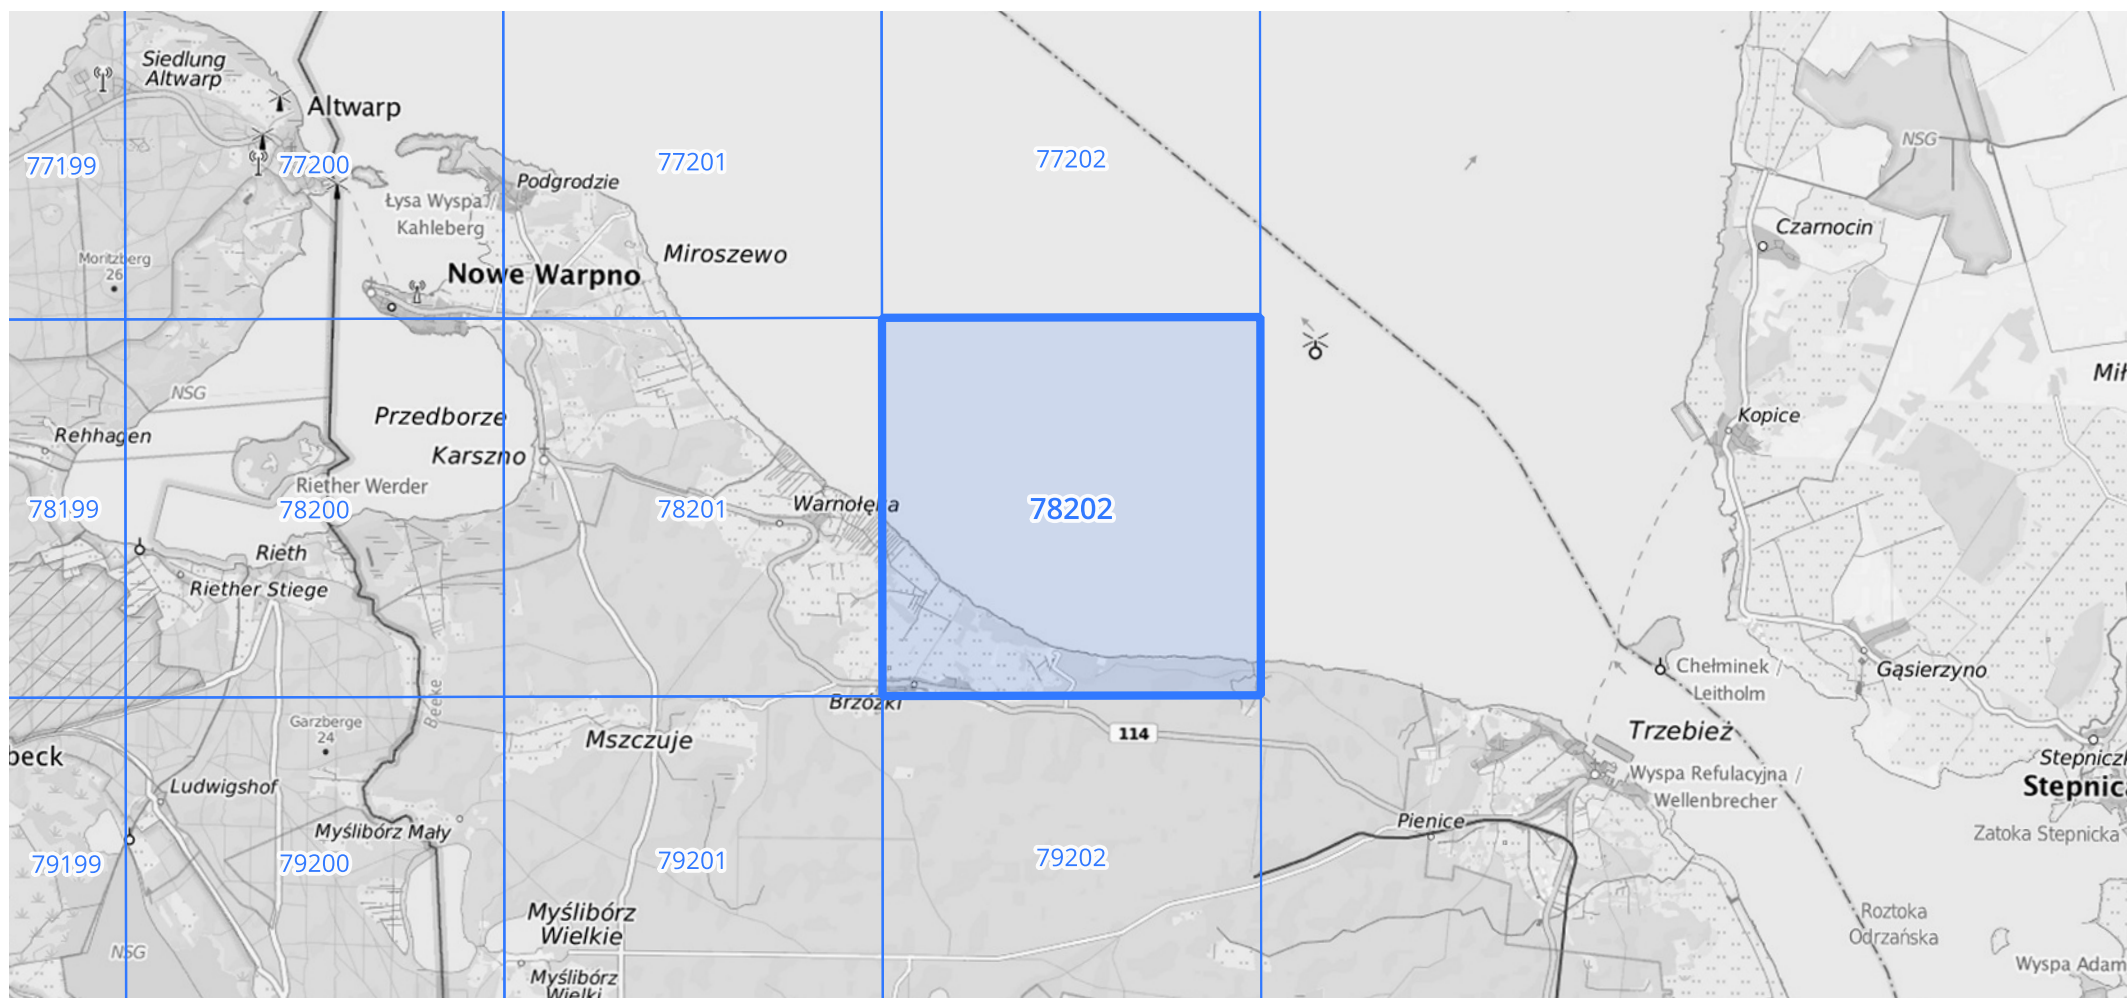 Siedlung
Altwarp
Altwarp
77199
77200
77201
77202
NSG
Podgrodzie
Łysa Wyspa /
Kahleberg
Czarnocin
Miroszewo
Moritzberg
26
Nowe Warpno
NSG
Przedborze
Kopice
Rehhagen
Karszno
Riether Werder
78199
78200
78201
Warnołęka
78202
Rieth
Riether Stiege
Chełminek /
Leitholm
Gąsierzyno
Beeke
Brzózki
Garzberge
24
Mszczuje
114
Trzebież
beck
Ludwigshof
Wyspa Refulacyjna /
Wellenbrecher
Myślibórz Mały
Pienice
Zatoka Stepnicka
79199
79200
79201
79202
Myślibórz
Wielkie
Roztoka
Odrzańska
NSG
Myślibórz
Wielki
Wyspa Adam